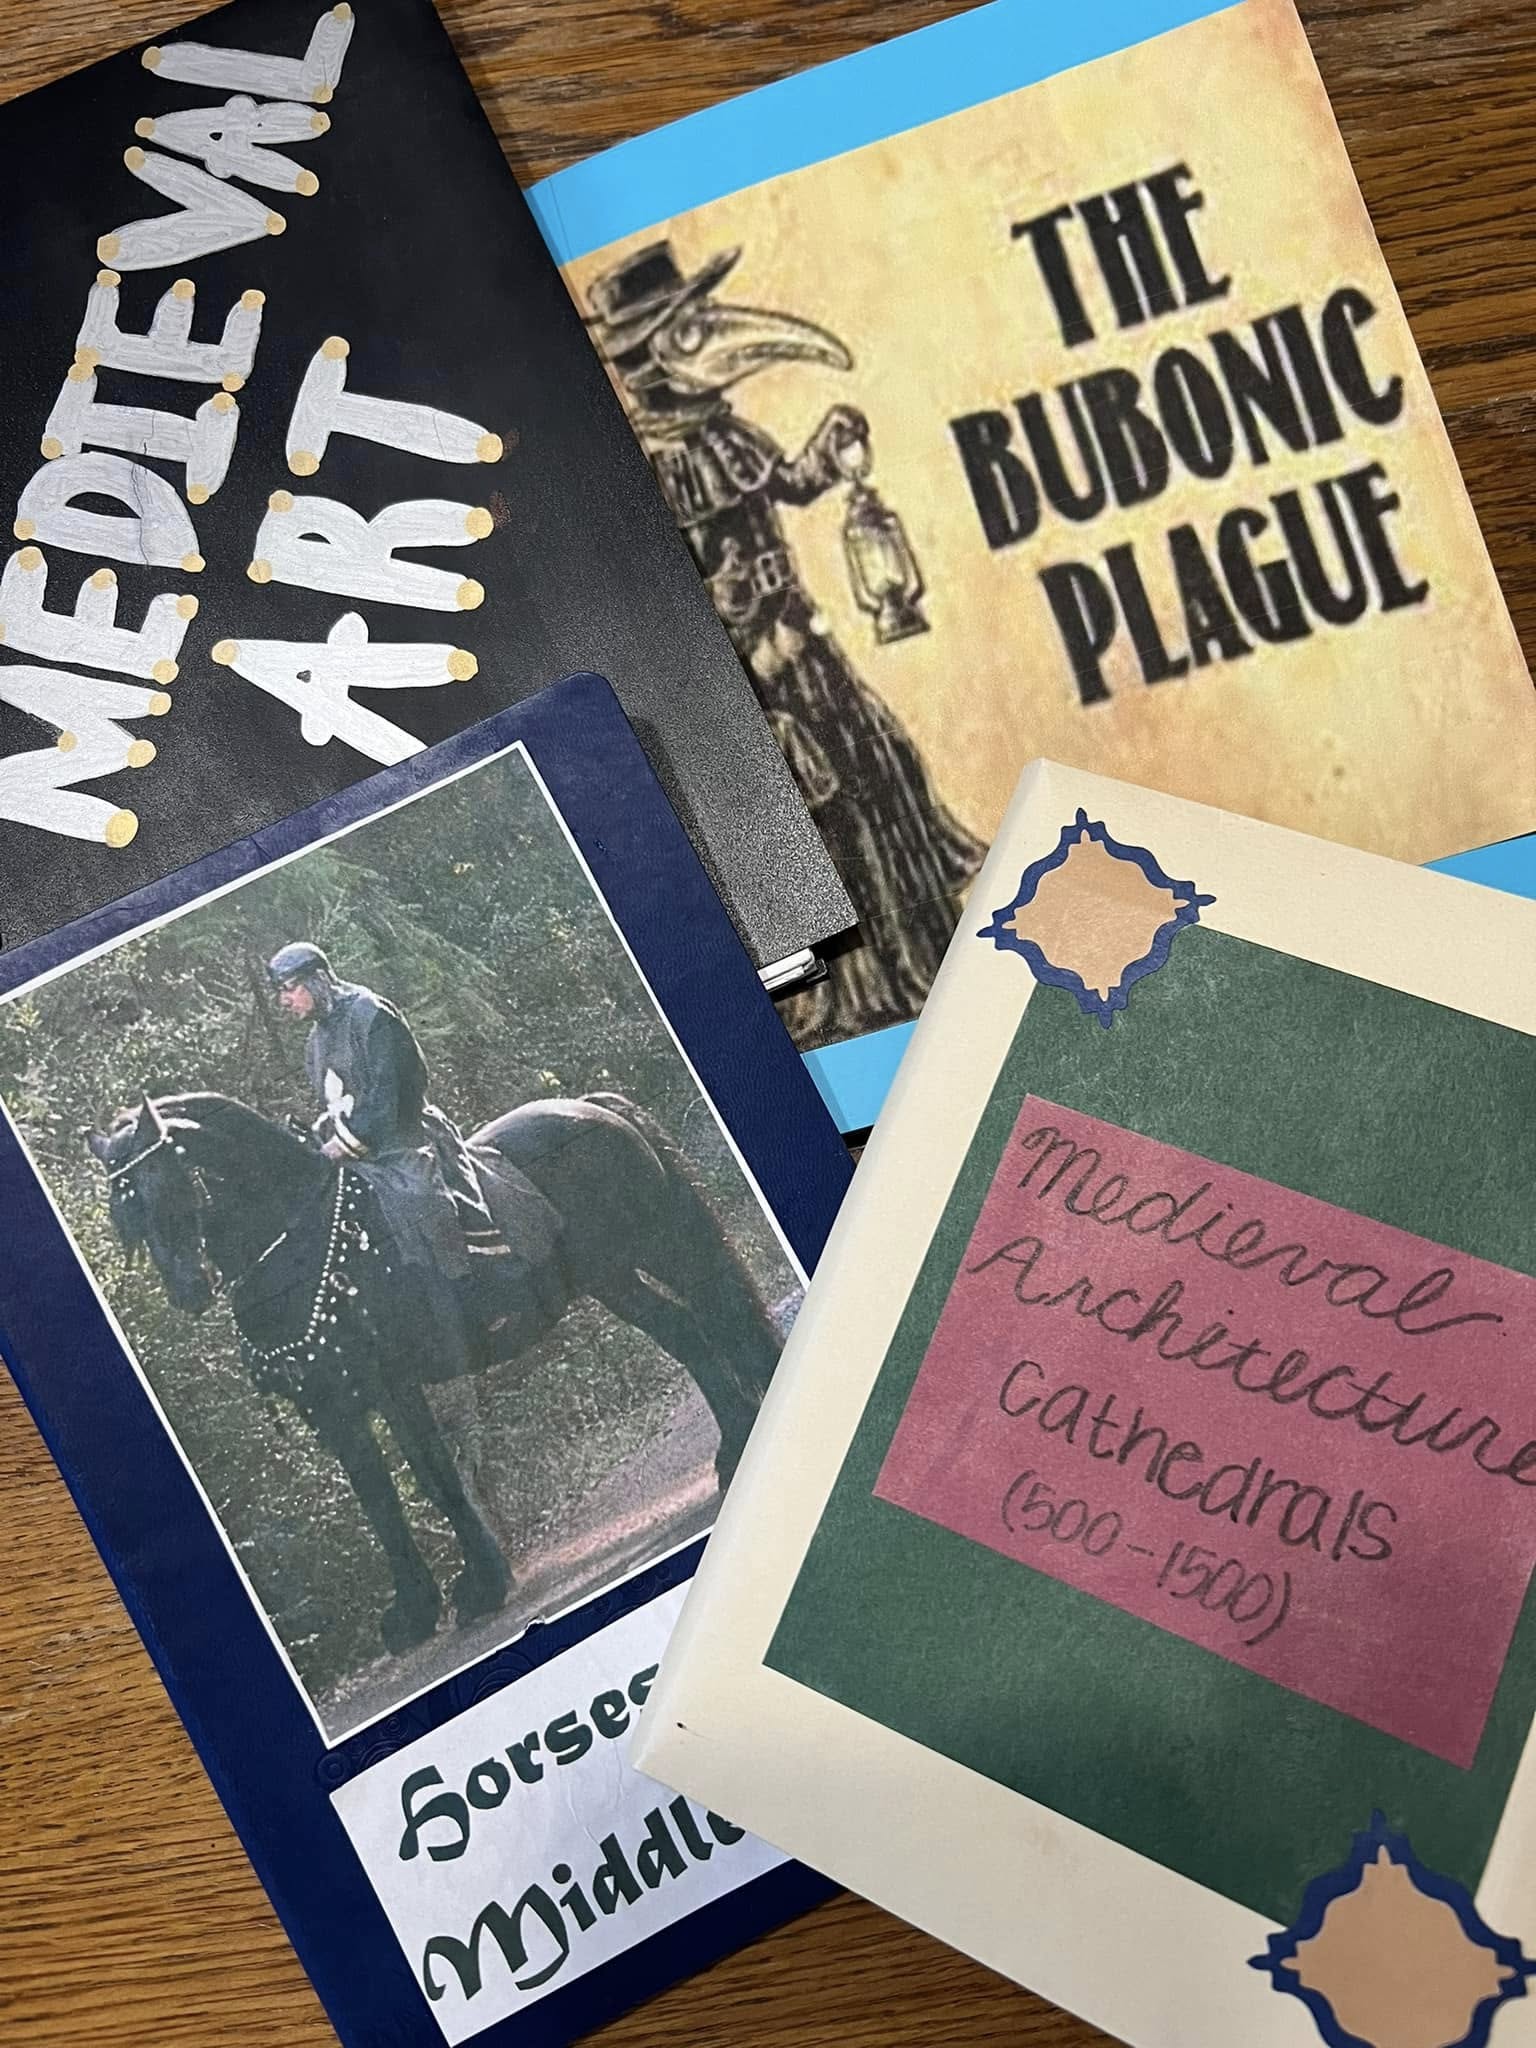 MEDIEVAL
ART
THE
BUBONIC
PLAGUE
Horses
Middle
Medieval
Architecture
Cathedrals
(500-1500)